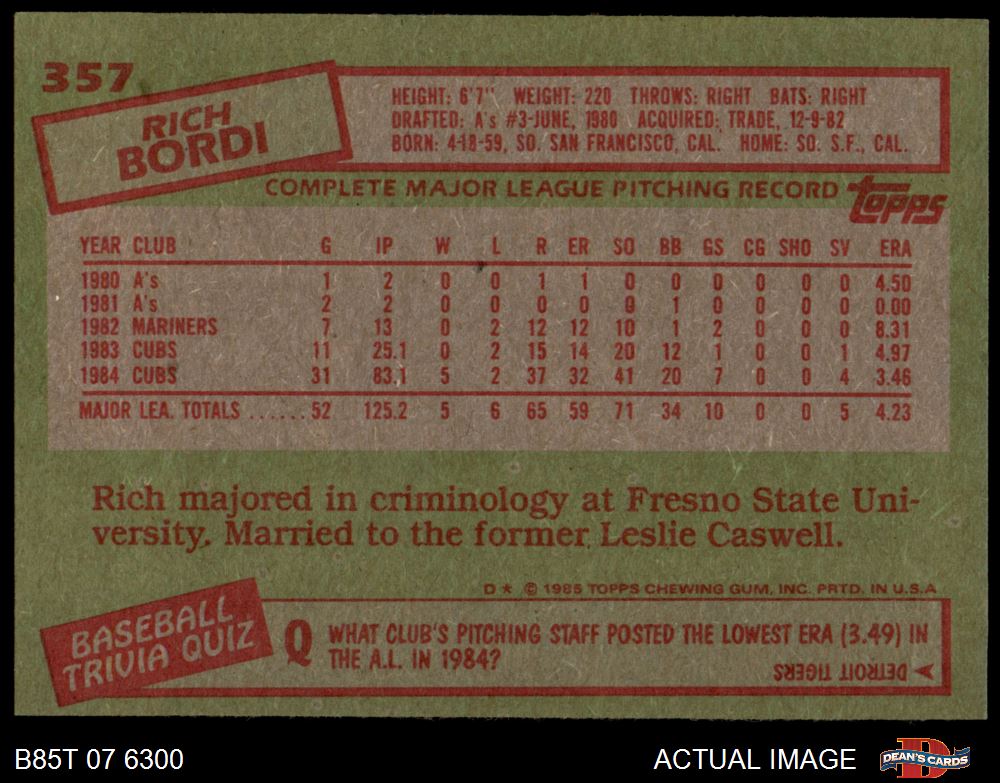 357
RICH
BORDI
HEIGHT: 6'7" WEIGHT: 220 THROWS: RIGHT BATS: RIGHT
DRAFTED: A's #3-JUNE, 1980 ACQUIRED: TRADE, 12-9-82
BORN: 4-18-59, SO. SAN FRANCISCO, CAL. HOME: SO. S.F., CAL.
COMPLETE MAJOR LEAGUE PITCHING RECORD topps
YEAR CLUB G IP W L R ER SO BB GS CG SHO SV ERA
1980 A's 1 2 0 0 1 1 0 0 0 0 0 0 4.50
1981 A's 2 2 0 0 0 0 0 1 0 0 0 0 0.00
1982 MARINERS 7 13 0 2 12 12 10 1 2 0 0 0 8.31
1983 CUBS 11 25.1 0 2 15 14 20 12 1 0 0 1 4.97
1984 CUBS 31 83.1 5 2 37 32 41 20 7 0 0 4 3.46
MAJOR LEA. TOTALS ...... 52 125.2 5 6 65 59 71 34 10 0 0 5 4.23
Rich majored in criminology at Fresno State Uni-
versity. Married to the former Leslie Caswell.
D * © 1985 TOPPS CHEWING GUM, INC. PRTD. IN U.S.A
BASEBALL
TRIVIA QUIZ
Q WHAT CLUB'S PITCHING STAFF POSTED THE LOWEST ERA (3.49) IN
THE A.L. IN 1984?
DETROIT TIGERS
B85T 07 6300 ACTUAL IMAGE D DEAN'S CARDS